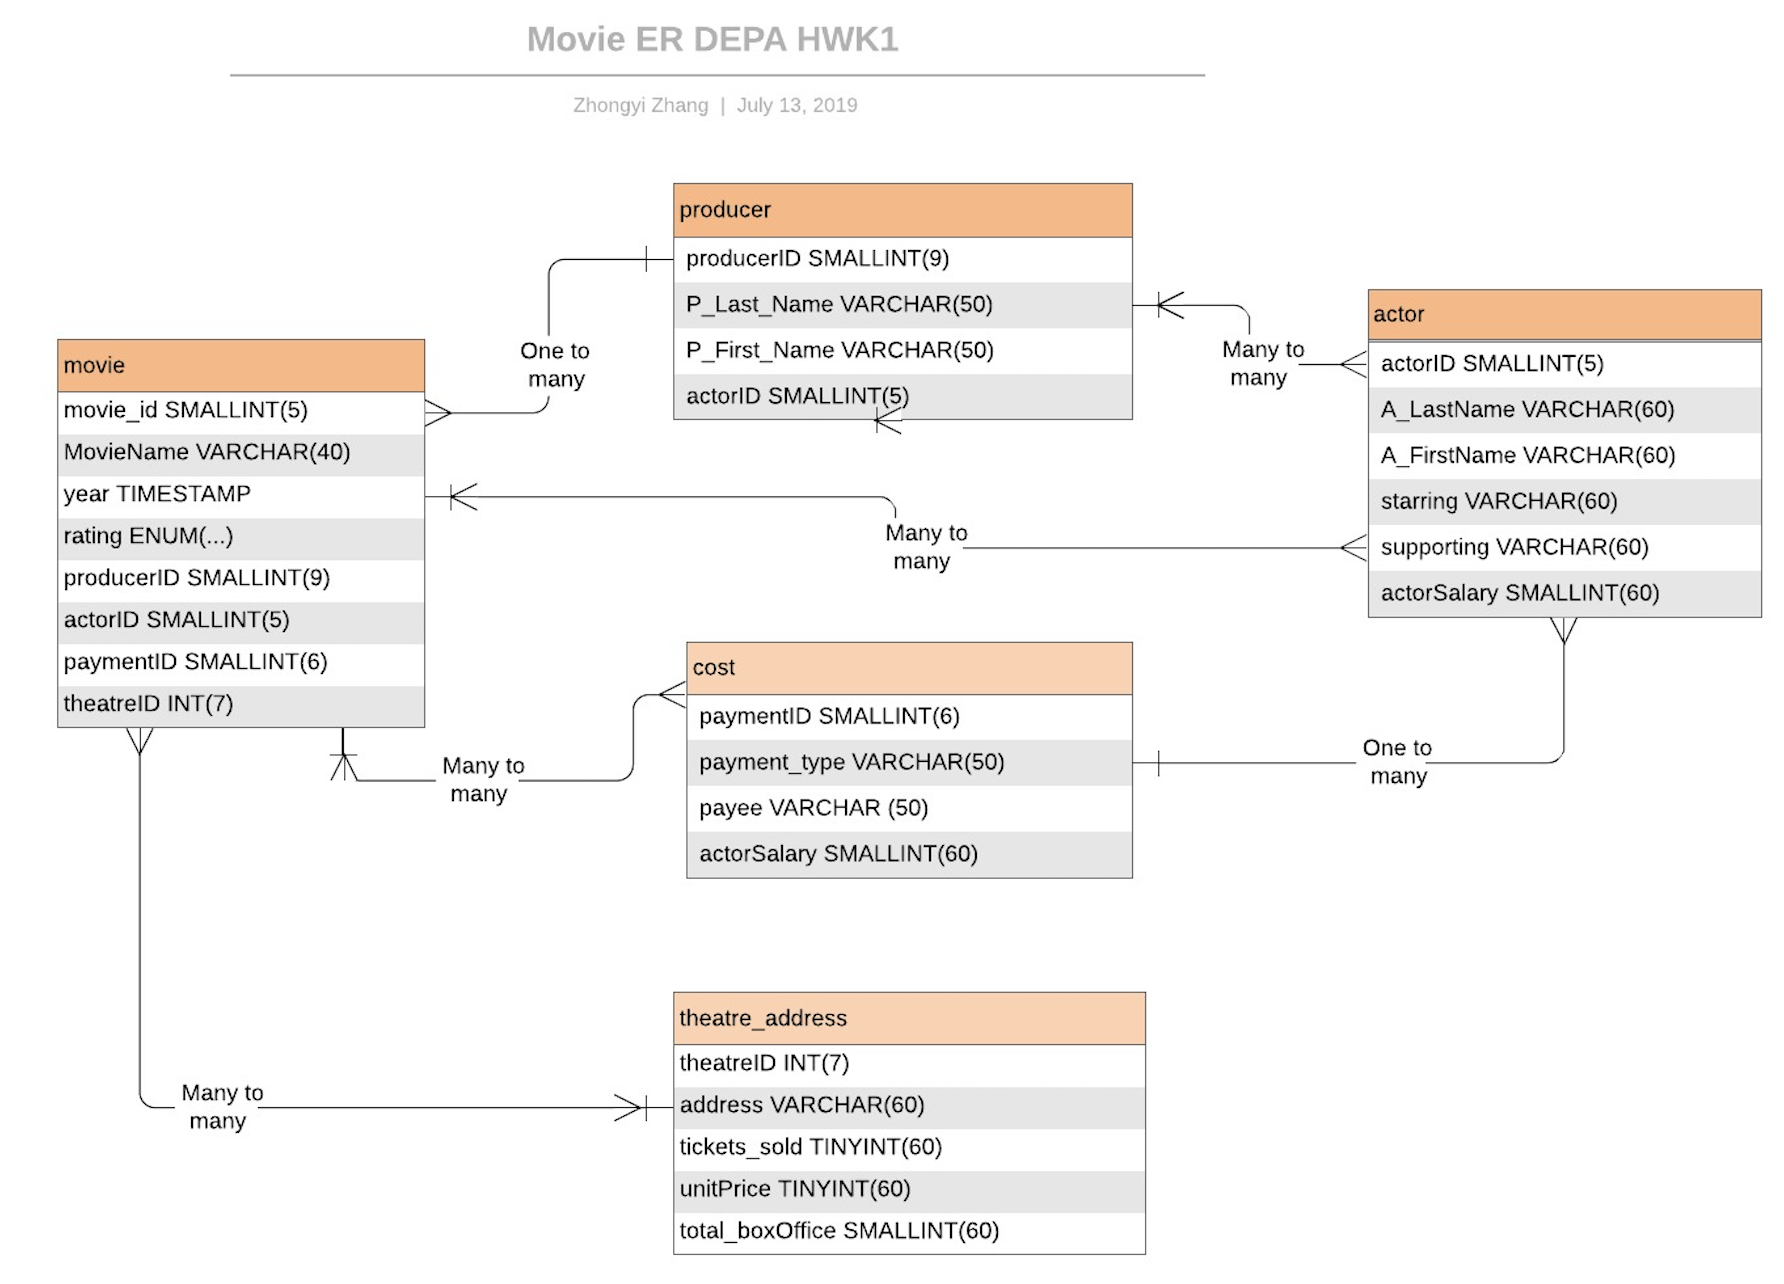 Movie ER DEPA HWK1
Zhongyi Zhang | July 13, 2019
producer
producerID SMALLINT(9)
P_Last_Name VARCHAR(50)
P_First_Name VARCHAR(50)
actorID SMALLINT(5)
actor
actorID SMALLINT(5)
A_LastName VARCHAR(60)
A_FirstName VARCHAR(60)
starring VARCHAR(60)
supporting VARCHAR(60)
actorSalary SMALLINT(60)
movie
movie_id SMALLINT(5)
MovieName VARCHAR(40)
year TIMESTAMP
rating ENUM(...)
producerID SMALLINT(9)
actorID SMALLINT(5)
paymentID SMALLINT(6)
theatreID INT(7)
One to
many
Many to
many
Many to
many
cost
paymentID SMALLINT(6)
payment_type VARCHAR(50)
payee VARCHAR (50)
actorSalary SMALLINT(60)
Many to
many
One to
many
theatre_address
theatreID INT(7)
address VARCHAR(60)
tickets_sold TINYINT(60)
unitPrice TINYINT(60)
total_boxOffice SMALLINT(60)
Many to
many